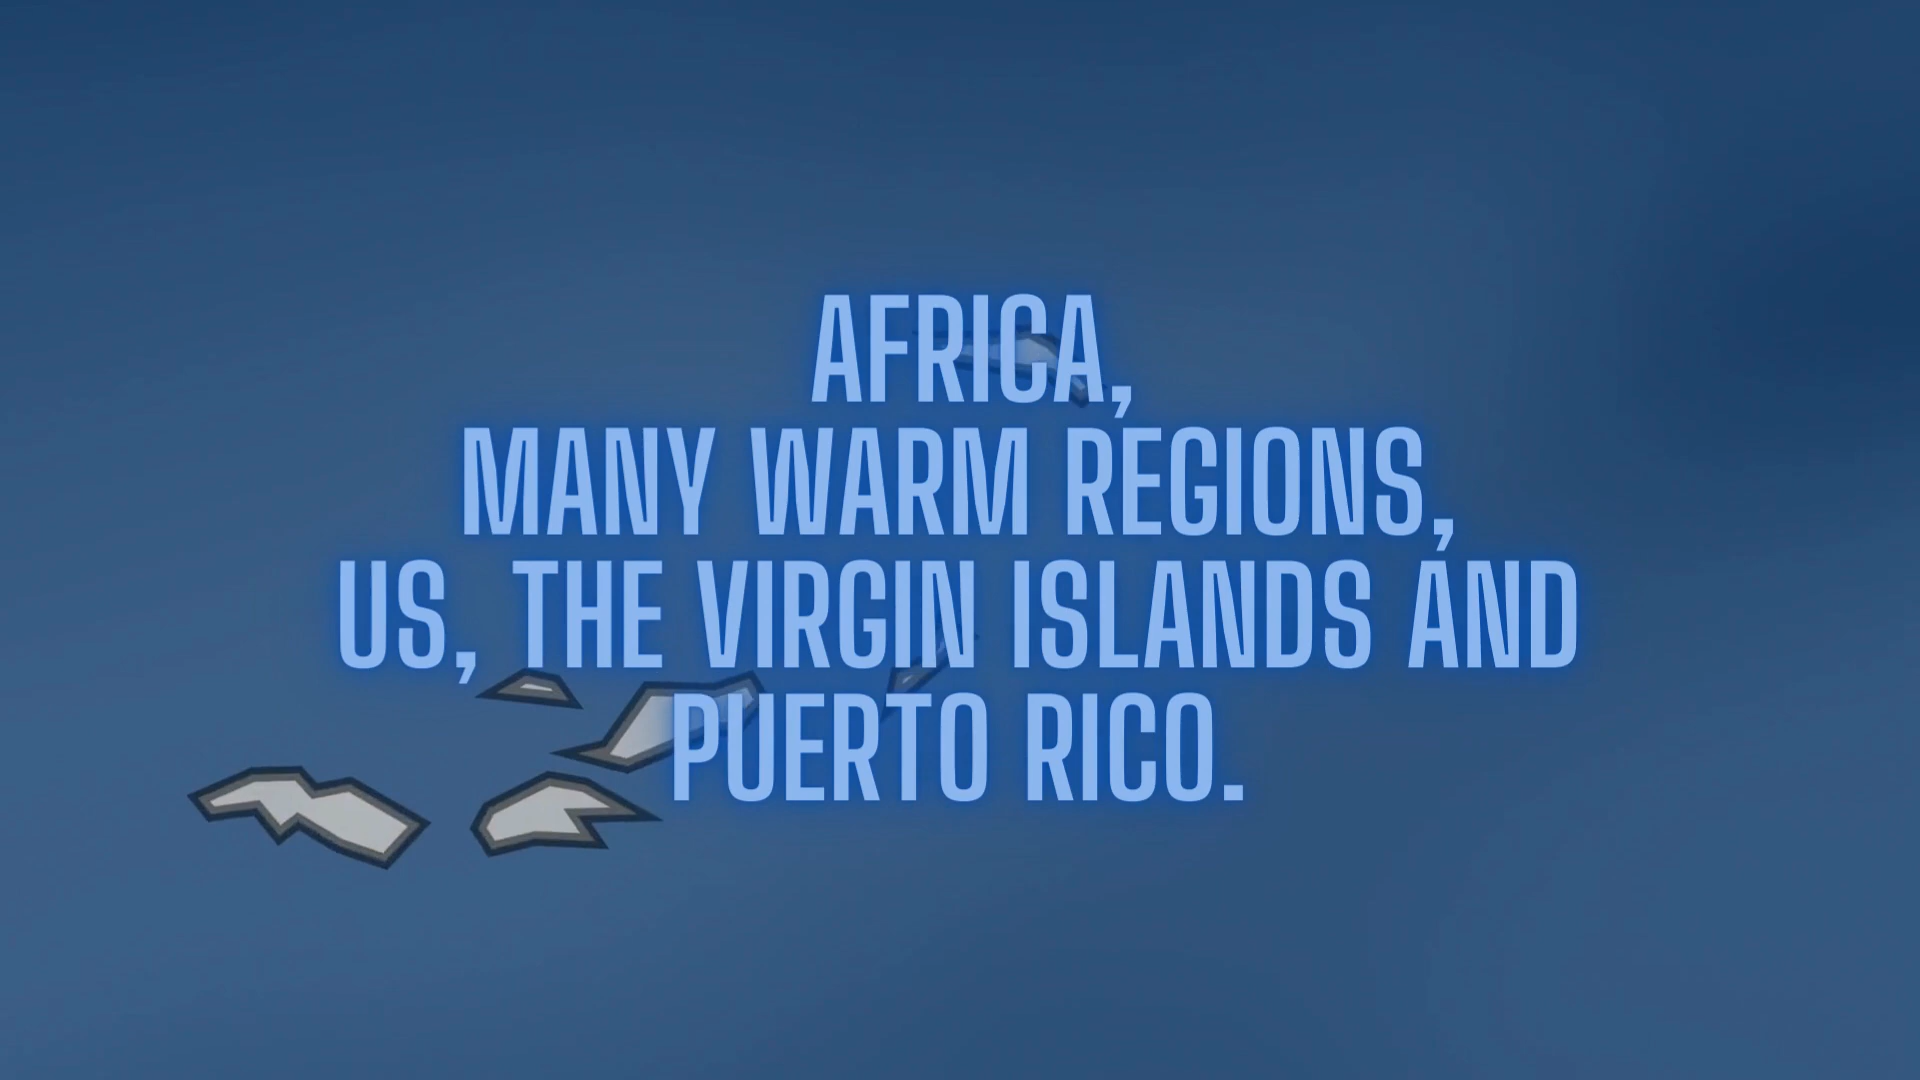 AFRICA,
MANY WARM REGIONS,
US, THE VIRGIN ISLANDS AND
PUERTO RICO.